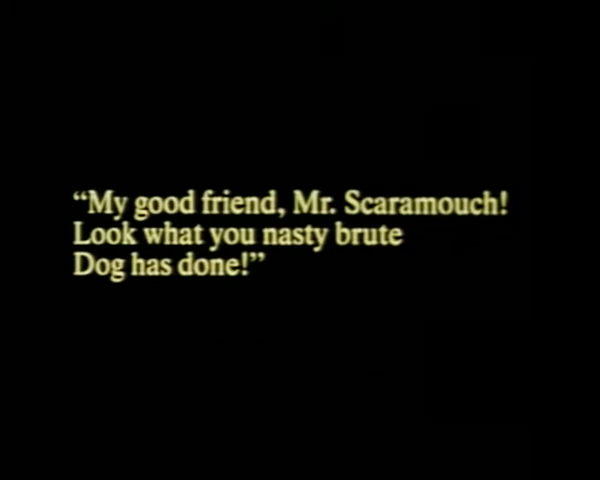 “My good friend, Mr. Scaramouch!
Look what you nasty brute
Dog has done!”